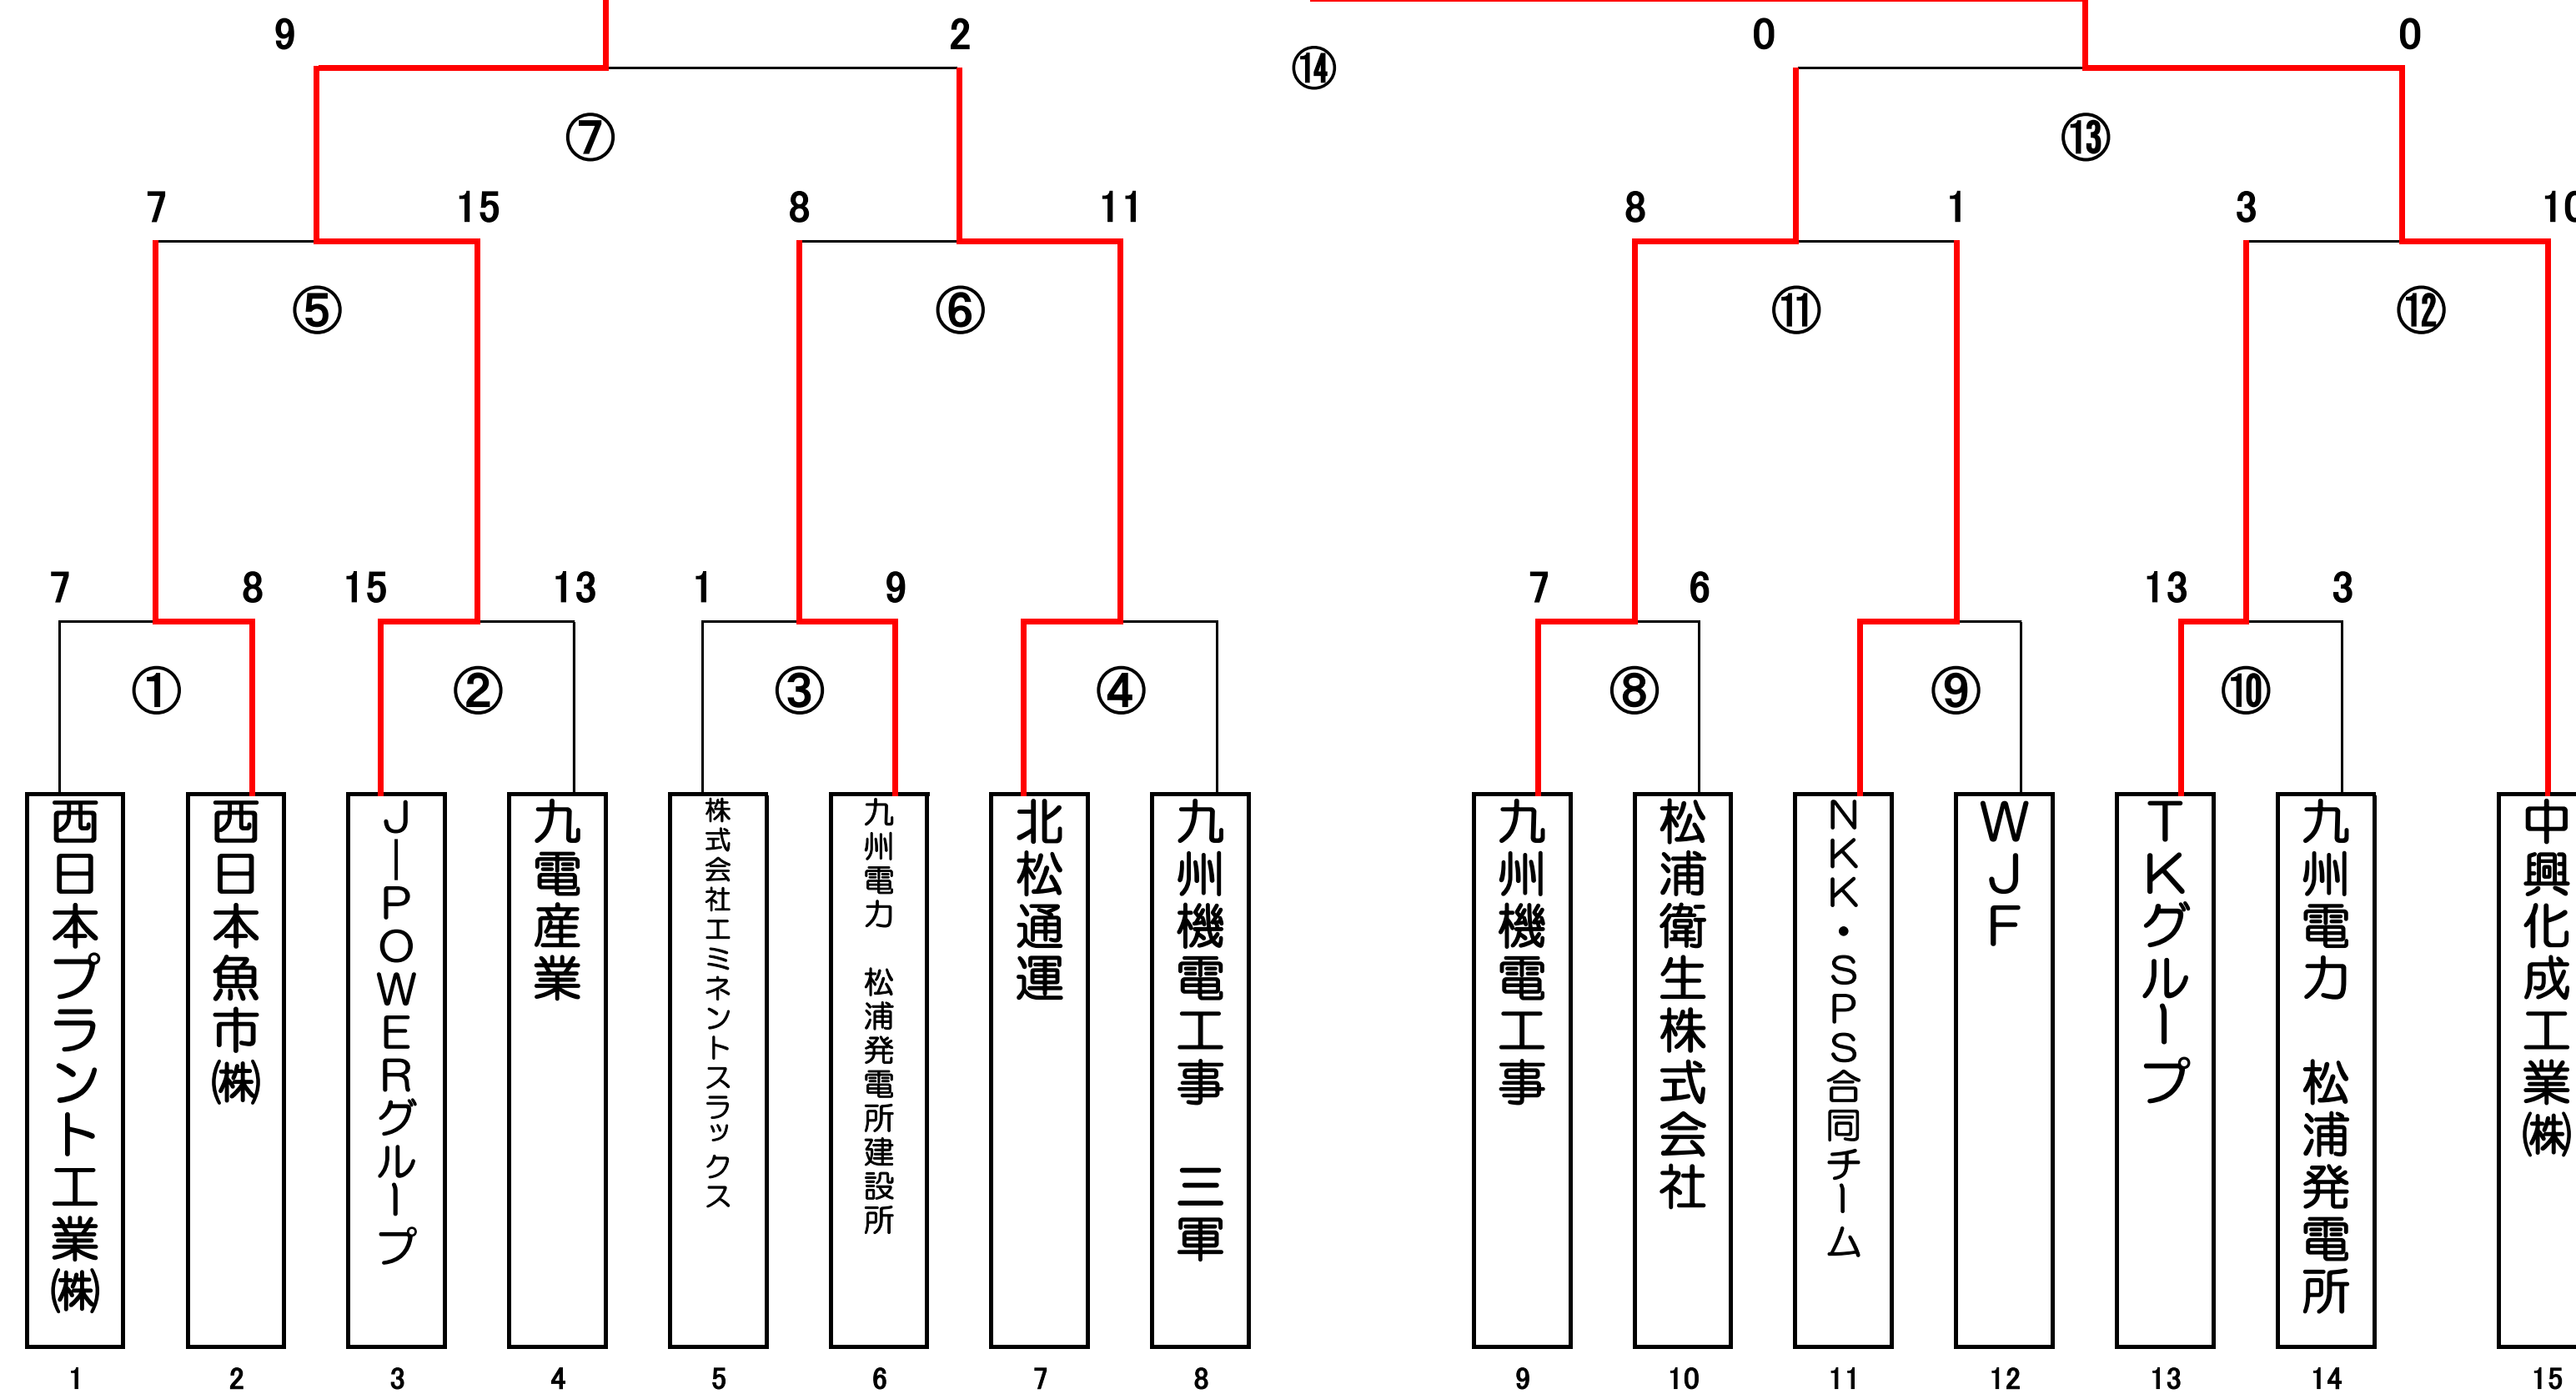 9 2 0 0
⑭
⑦ ⑬
7 15 8 11 8 1 3 10
⑤ ⑥ ⑪ ⑫
7 8 15 13 1 9 7 6 13 3
① ② ③ ④ ⑧ ⑨ ⑩
西日本プラント工業㈱
西日本魚市㈱
J－POWERグループ
九電産業
株式会社エミネントスラックス
九州電力　松浦発電所建設所
北松通運
九州機電工事　三軍
九州機電工事
松浦衛生株式会社
NKK・SPS合同チーム
WJF
TKグループ
九州電力　松浦発電所
中興化成工業㈱
1 2 3 4 5 6 7 8 9 10 11 12 13 14 15